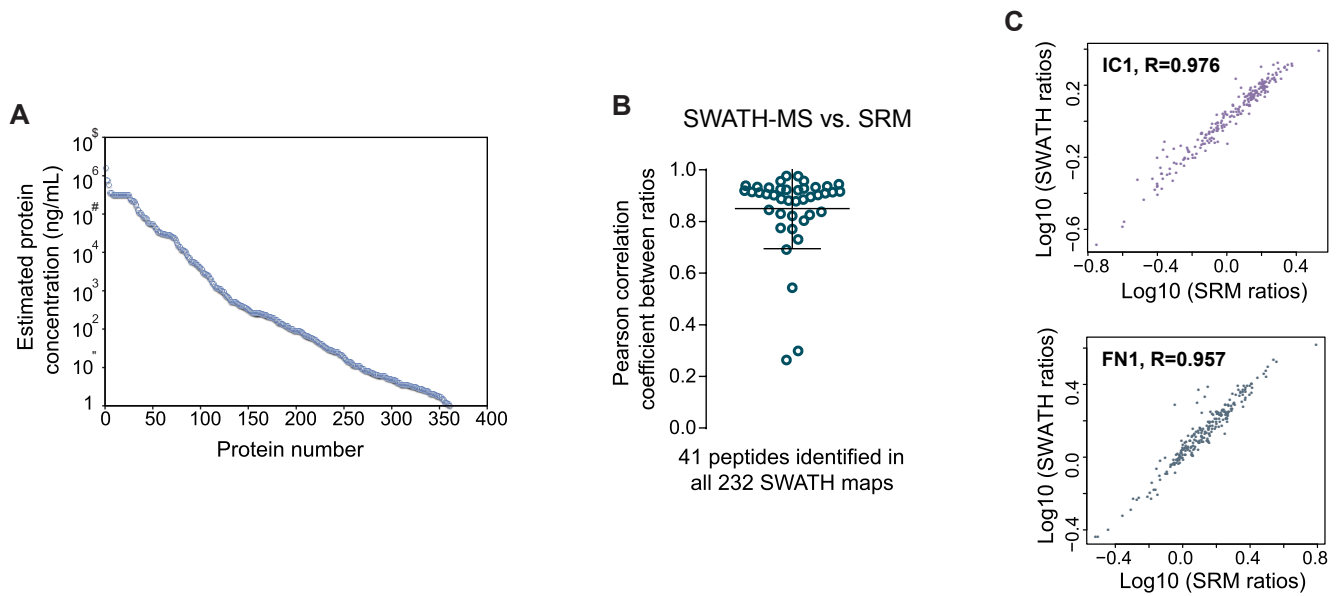 A
Estimated protein
concentration (ng/mL)
10$
106
10#
104
103
102
10"
1
0 50 100 150 200 250 300 350 400
Protein number
B
SWATH-MS vs. SRM
Pearson correlation
coefficient between ratios
1.0
0.8
0.6
0.4
0.2
0.0
41 peptides identified in
all 232 SWATH maps
C
IC1, R=0.976
Log10 (SWATH ratios)
0.2
−0.2
−0.6
−0.8 −0.4 0.0 0.4
Log10 (SRM ratios)
FN1, R=0.957
Log10 (SWATH ratios)
0.4
0.0
−0.4
−0.4 0.0 0.4 0.8
Log10 (SRM ratios)